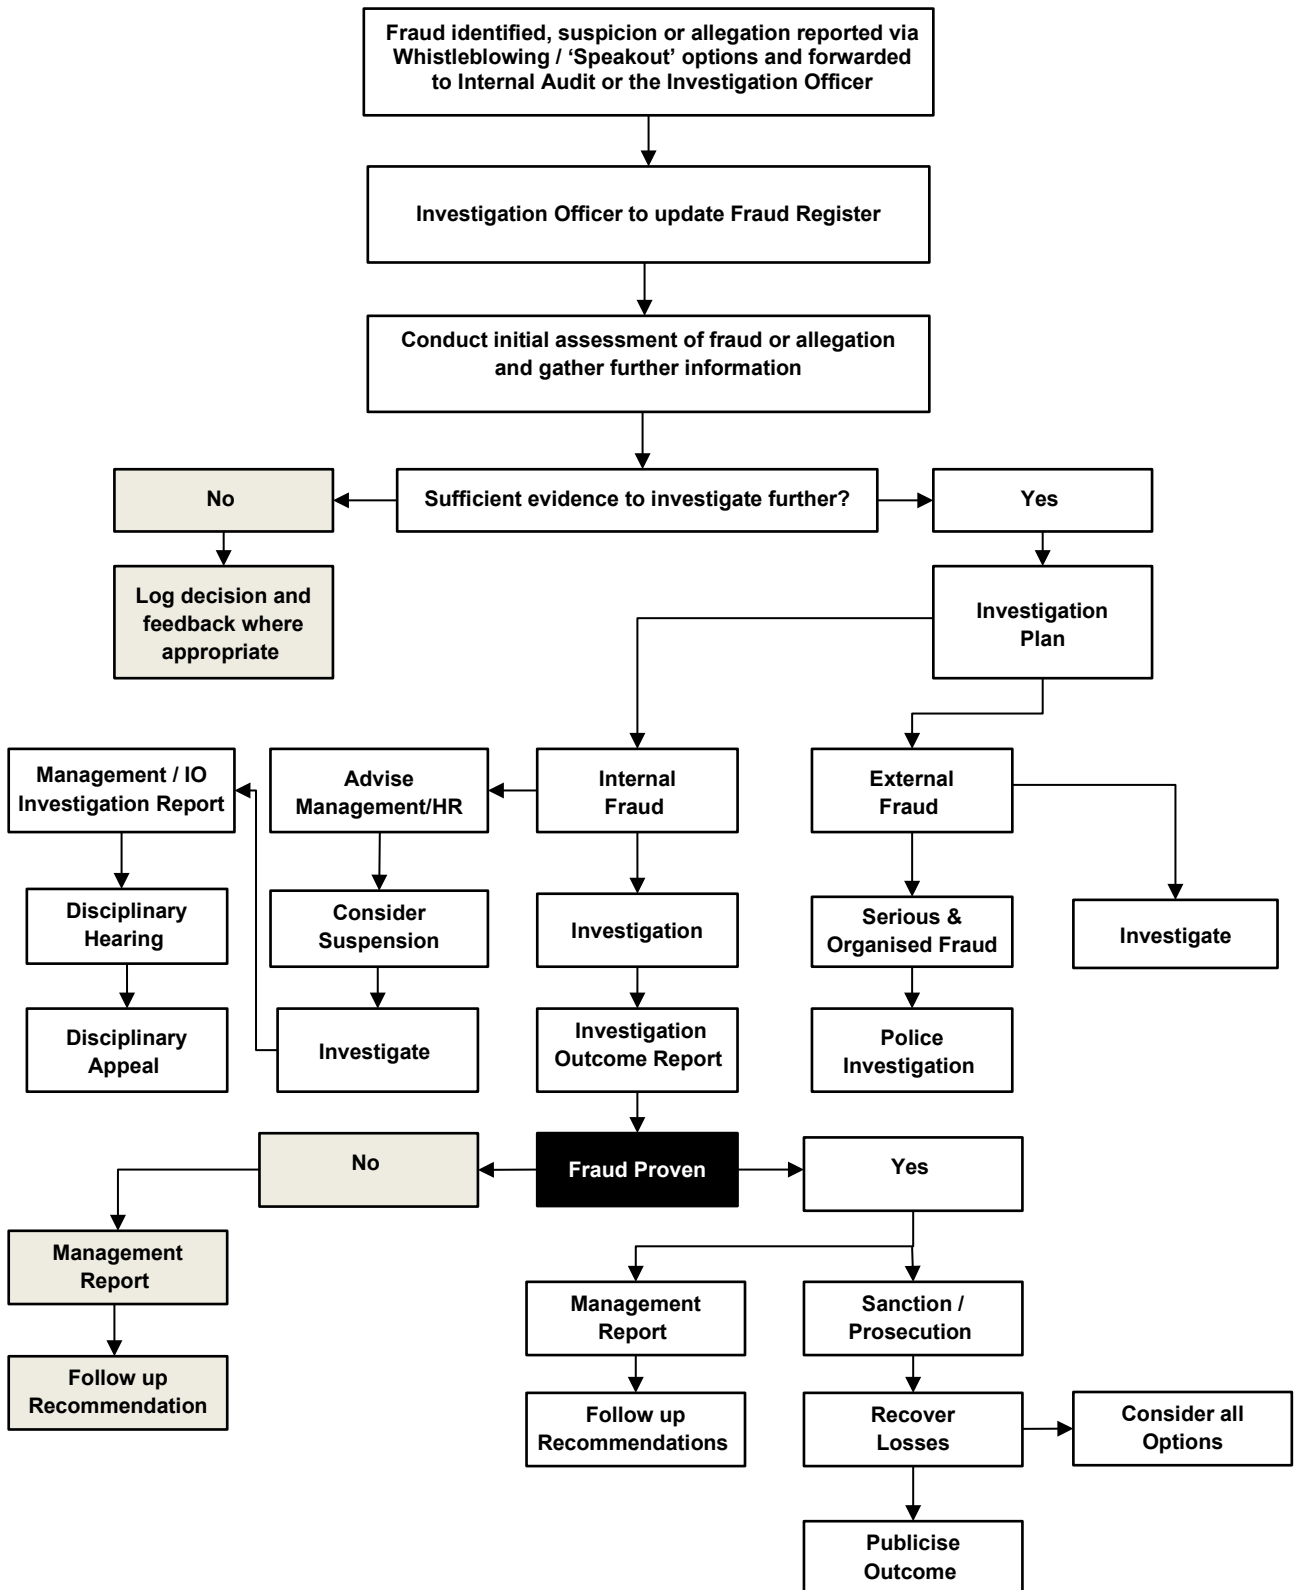 Fraud identified, suspicion or allegation reported via
Whistleblowing / ‘Speakout’ options and forwarded
to Internal Audit or the Investigation Officer
Investigation Officer to update Fraud Register
Conduct initial assessment of fraud or allegation
and gather further information
No
Sufficient evidence to investigate further?
Yes
Log decision and
feedback where
appropriate
Investigation
Plan
Management / IO
Investigation Report
Advise
Management/HR
Internal
Fraud
External
Fraud
Disciplinary
Hearing
Consider
Suspension
Investigation
Serious &
Organised Fraud
Investigate
Disciplinary
Appeal
Investigate
Investigation
Outcome Report
Police
Investigation
No
Fraud Proven
Yes
Management
Report
Management
Report
Sanction /
Prosecution
Follow up
Recommendation
Follow up
Recommendations
Recover
Losses
Consider all
Options
Publicise
Outcome